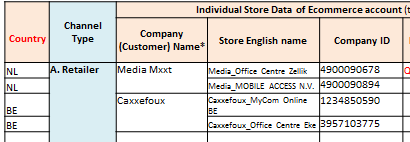 Individual Store Data of Ecommerce account (t
Country
Channel Type
Company (Customer) Name*
Store English name
Company ID
NL
A. Retailer
Media Mxxt
Media_Office Centre Zellik
4900090678
NL
Media_MOBILE ACCESS N.V.
4900090894
BE
Caxxefoux
Caxxefoux_MyCom Online BE
1234850590
BE
Caxxefoux_Office Centre Eke
3957103775